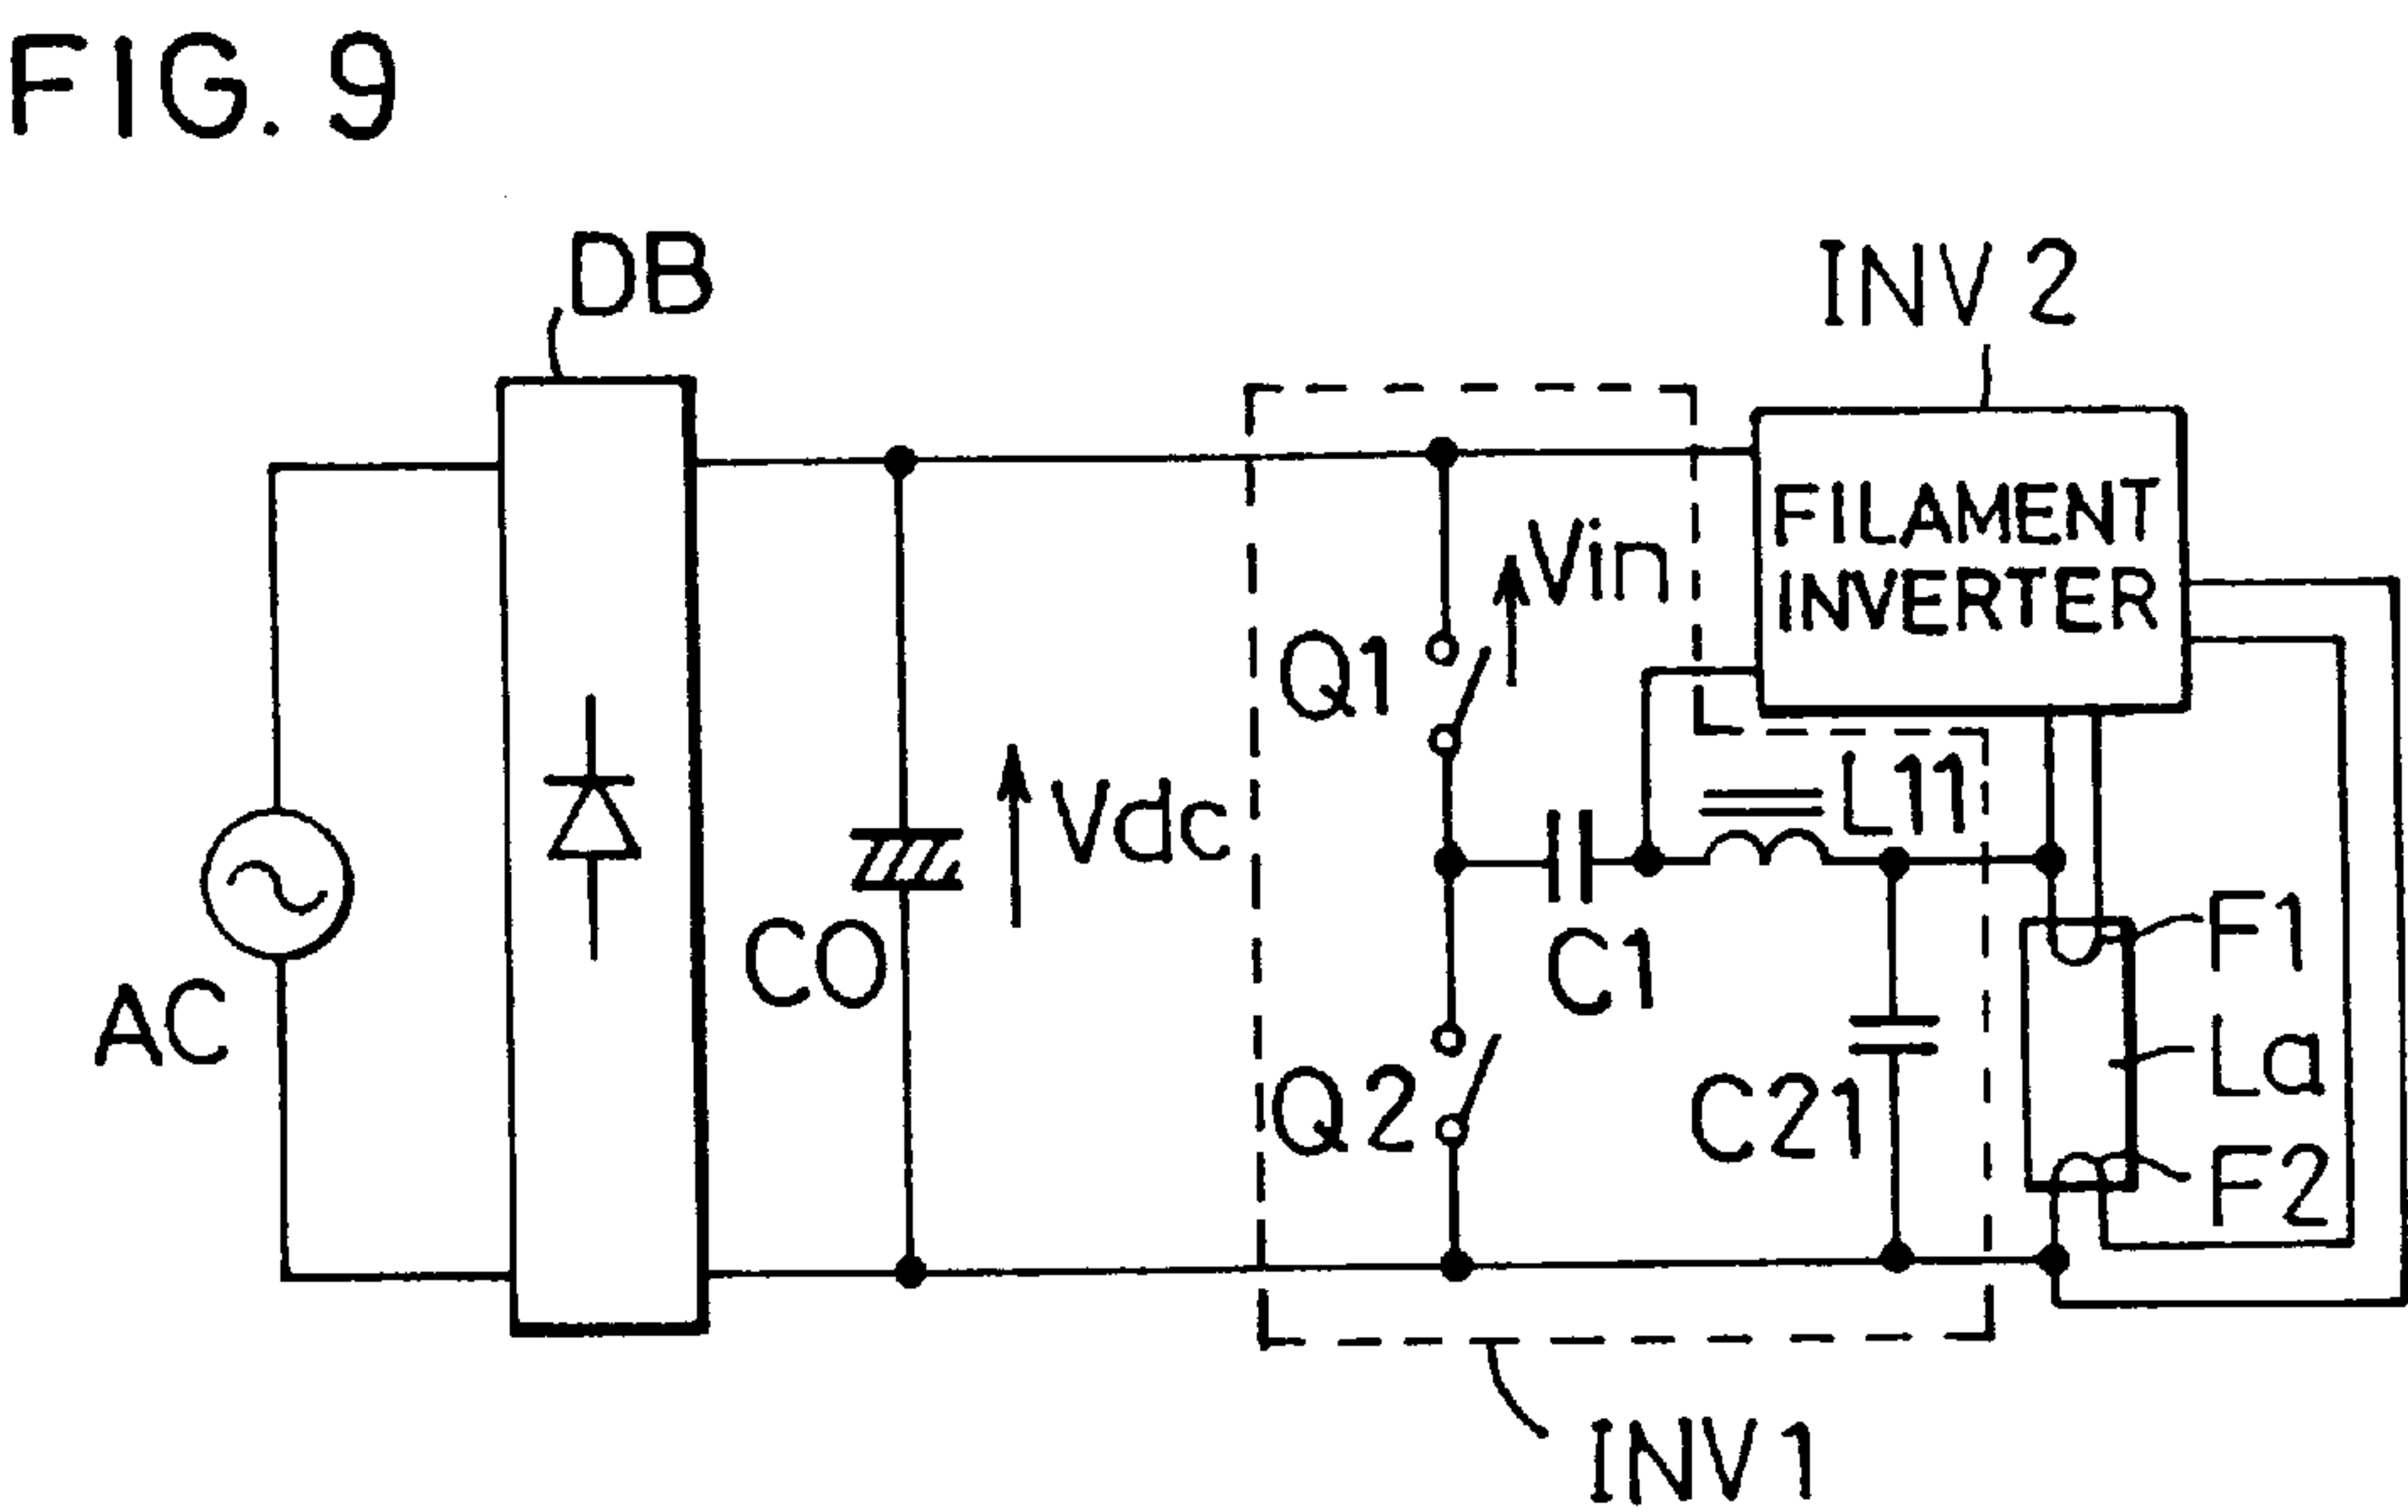 FIG. 9
DB
INV 2
FILAMENT
INVERTER
Vin
Q1
Vdc
L11
CO
C1
F1
AC
La
Q2
C21
F2
INV1